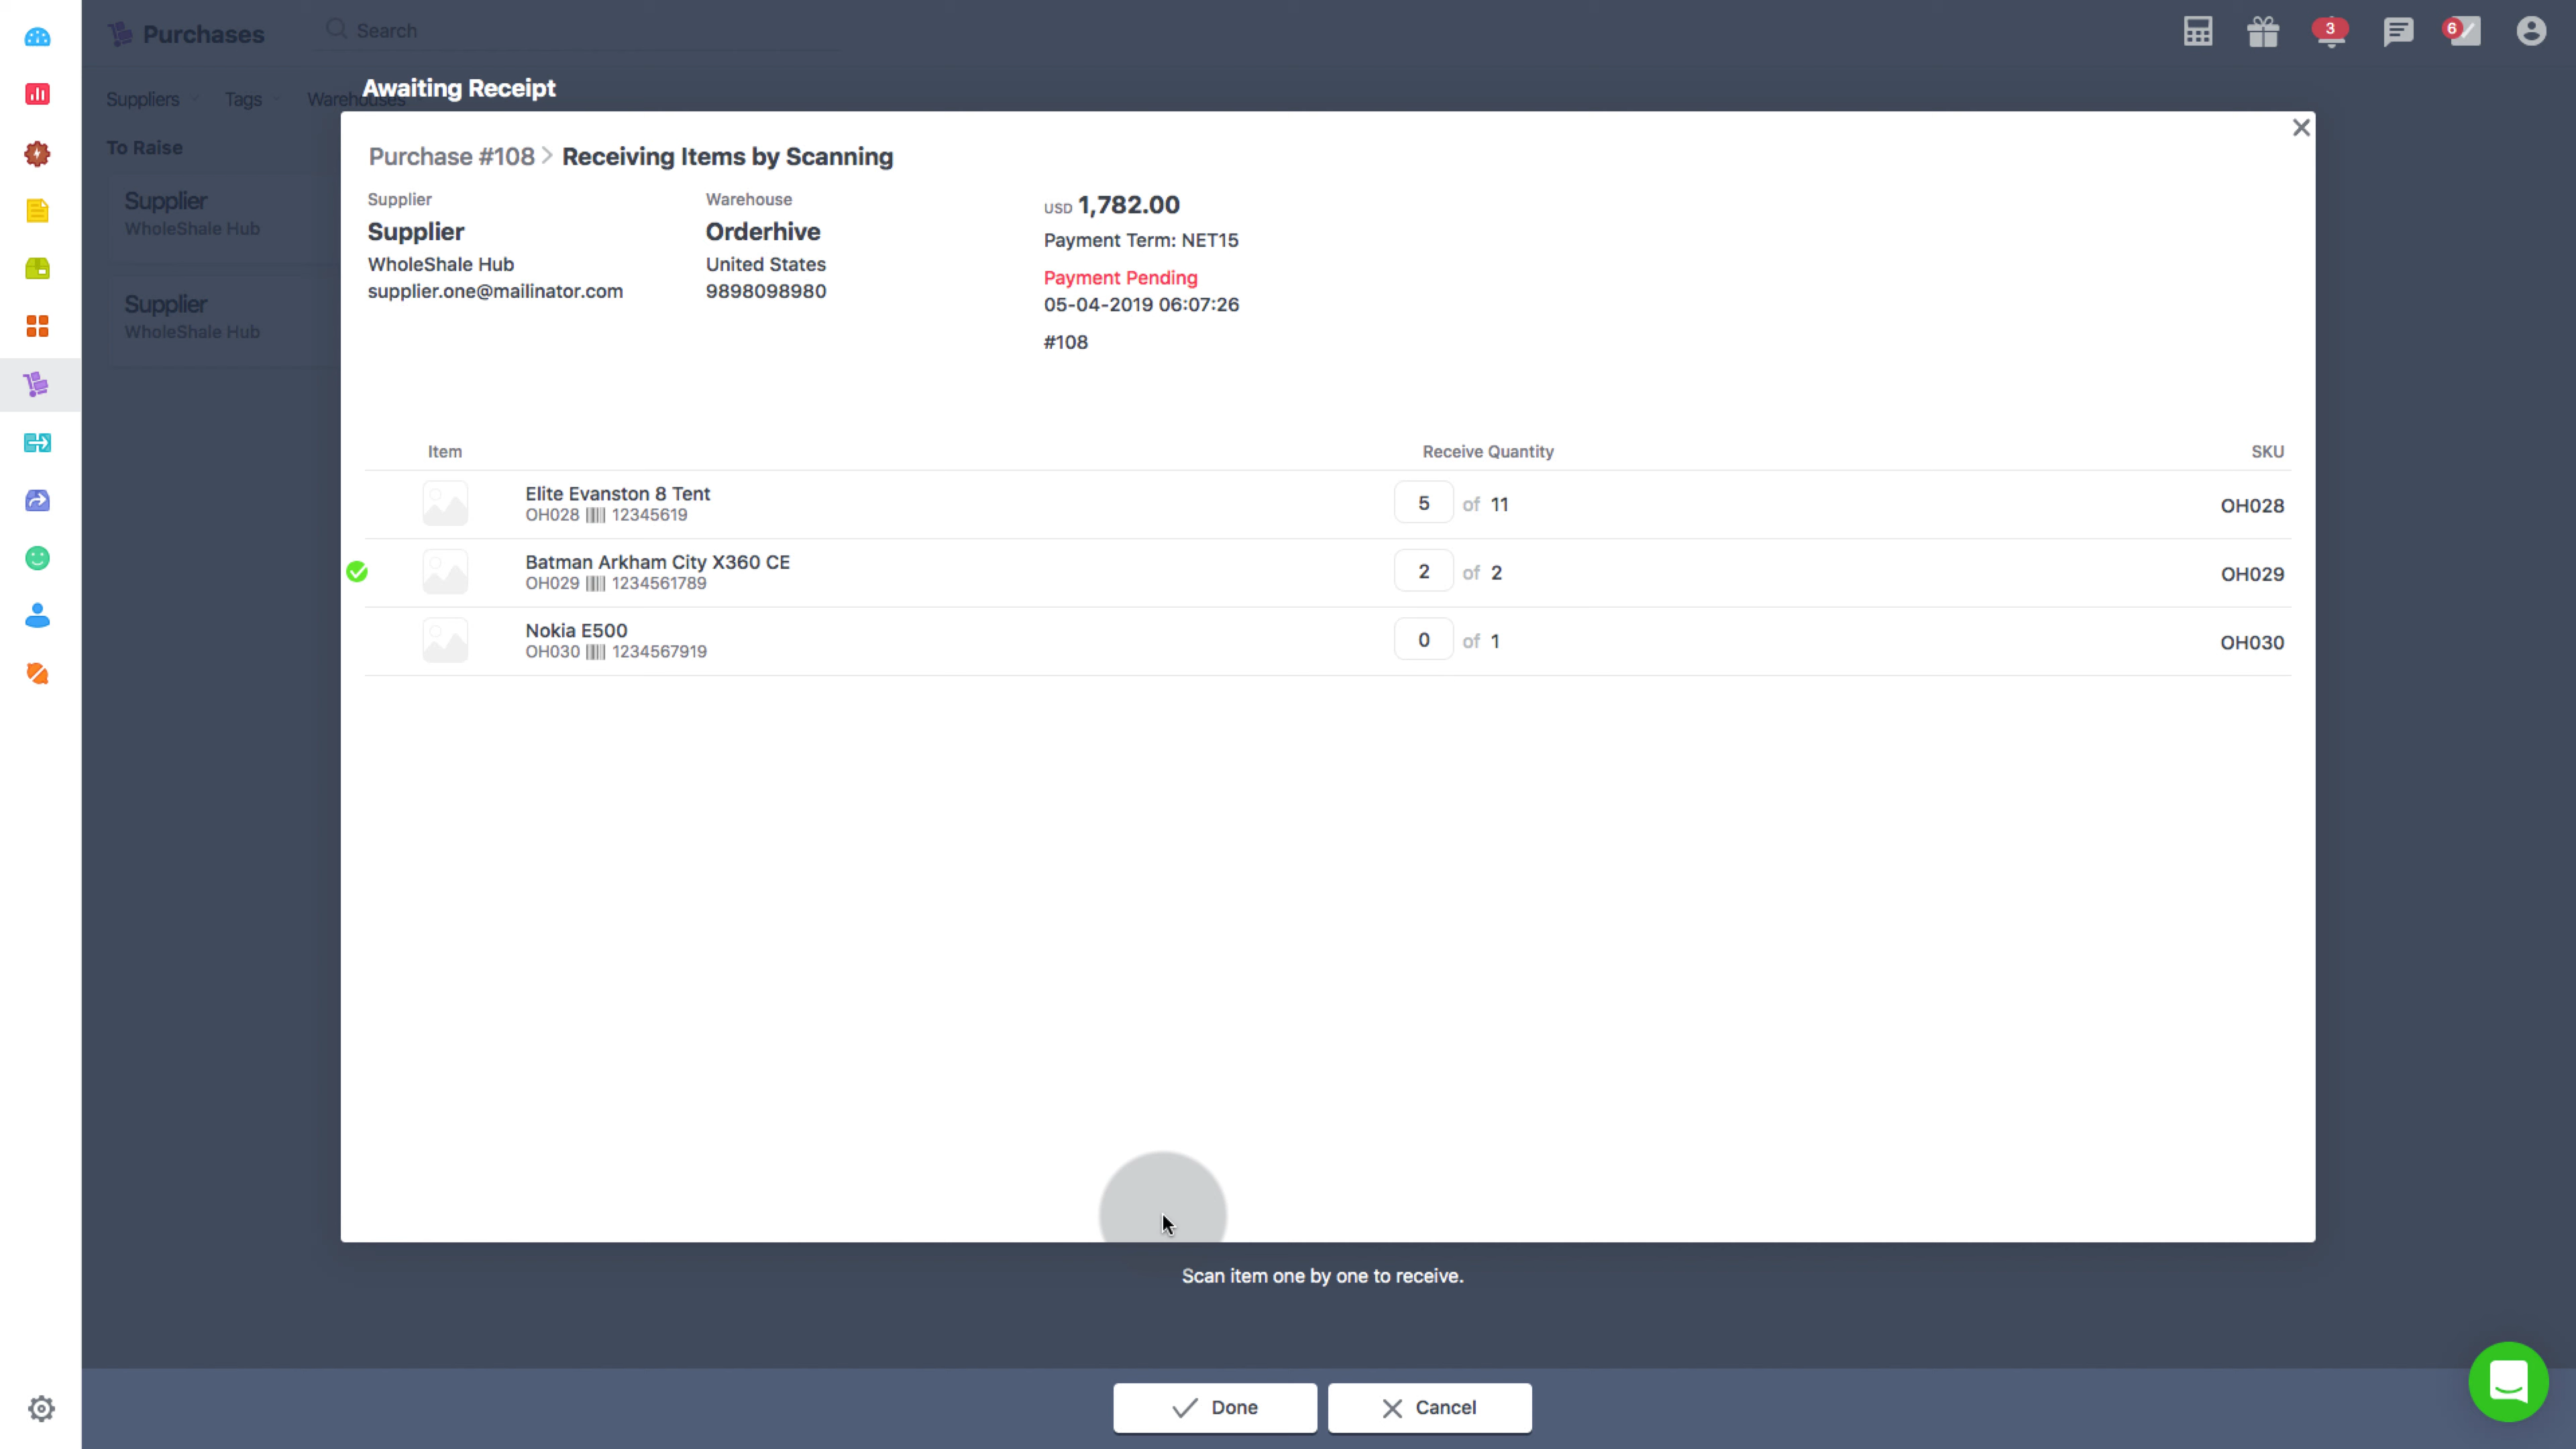 Purchases
Search
3
6
Suppliers
Tags
Warehouses
Awaiting Receipt
To Raise
Supplier
WholeShale Hub
Supplier
WholeShale Hub
Purchase #108 > Receiving Items by Scanning
Supplier
Supplier
WholeShale Hub
supplier.one@mailinator.com
Warehouse
Orderhive
United States
9898098980
USD 1,782.00
Payment Term: NET15
Payment Pending
05-04-2019 06:07:26
#108
Item Receive Quantity SKU
Elite Evanston 8 Tent
OH028 12345619
5 of 11
OH028
Batman Arkham City X360 CE
OH029 1234561789
2 of 2
OH029
Nokia E500
OH030 1234567919
0 of 1
OH030
Scan item one by one to receive.
Done
Cancel